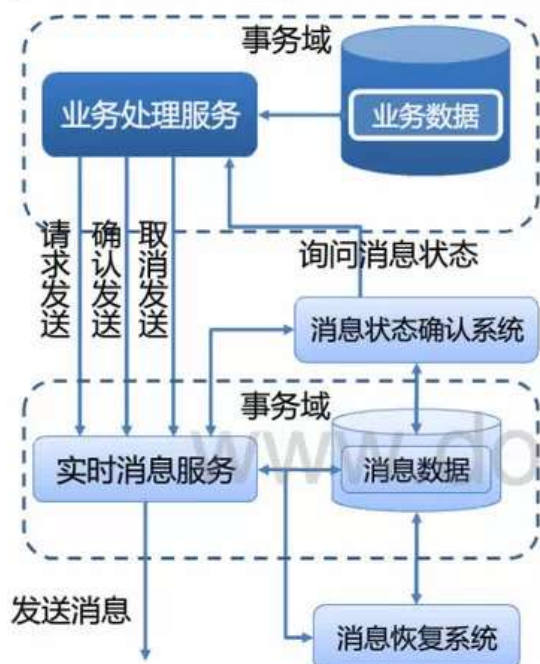 事务域
业务处理服务
业务数据
请求发送
确认发送
取消发送
询问消息状态
消息状态确认系统
事务域
www.do
实时消息服务
消息数据
发送消息
消息恢复系统